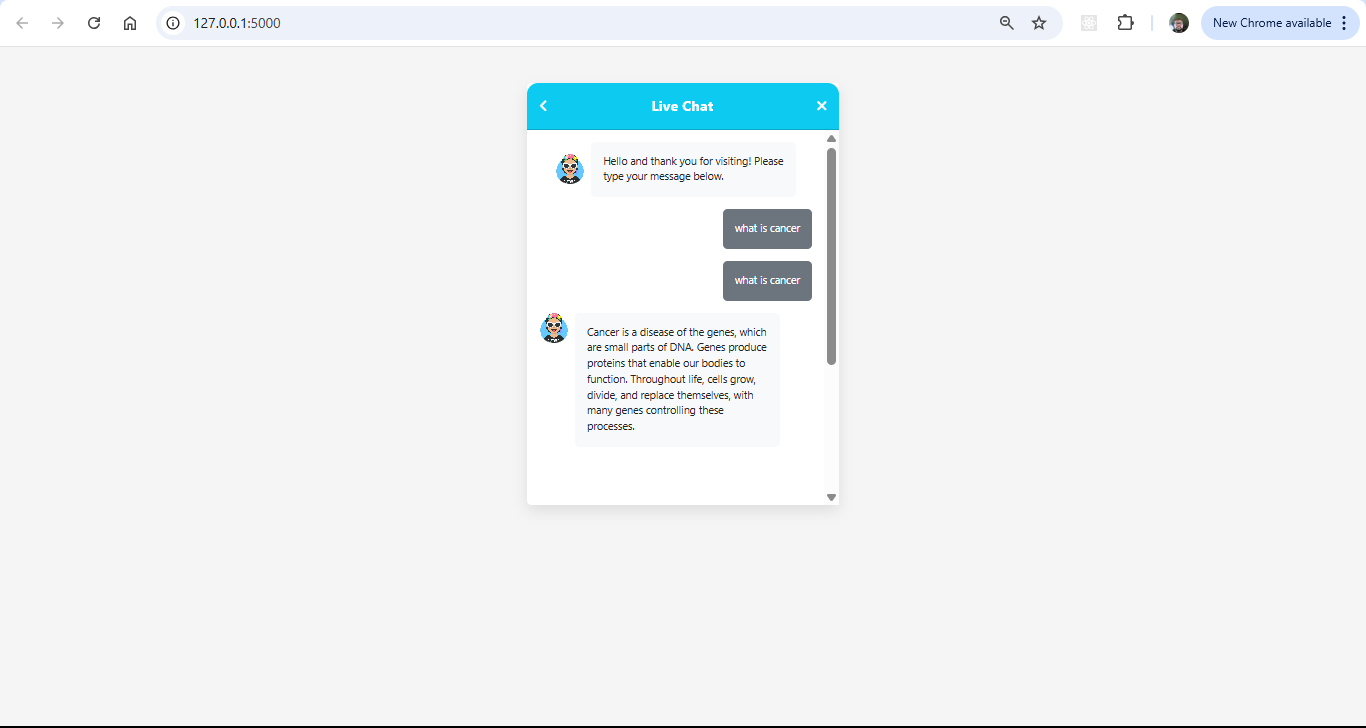 127.0.0.1:5000
New Chrome available
Live Chat
Hello and thank you for visiting! Please
type your message below.
what is cancer
what is cancer
Cancer is a disease of the genes, which
are small parts of DNA. Genes produce
proteins that enable our bodies to
function. Throughout life, cells grow,
divide, and replace themselves, with
many genes controlling these
processes.